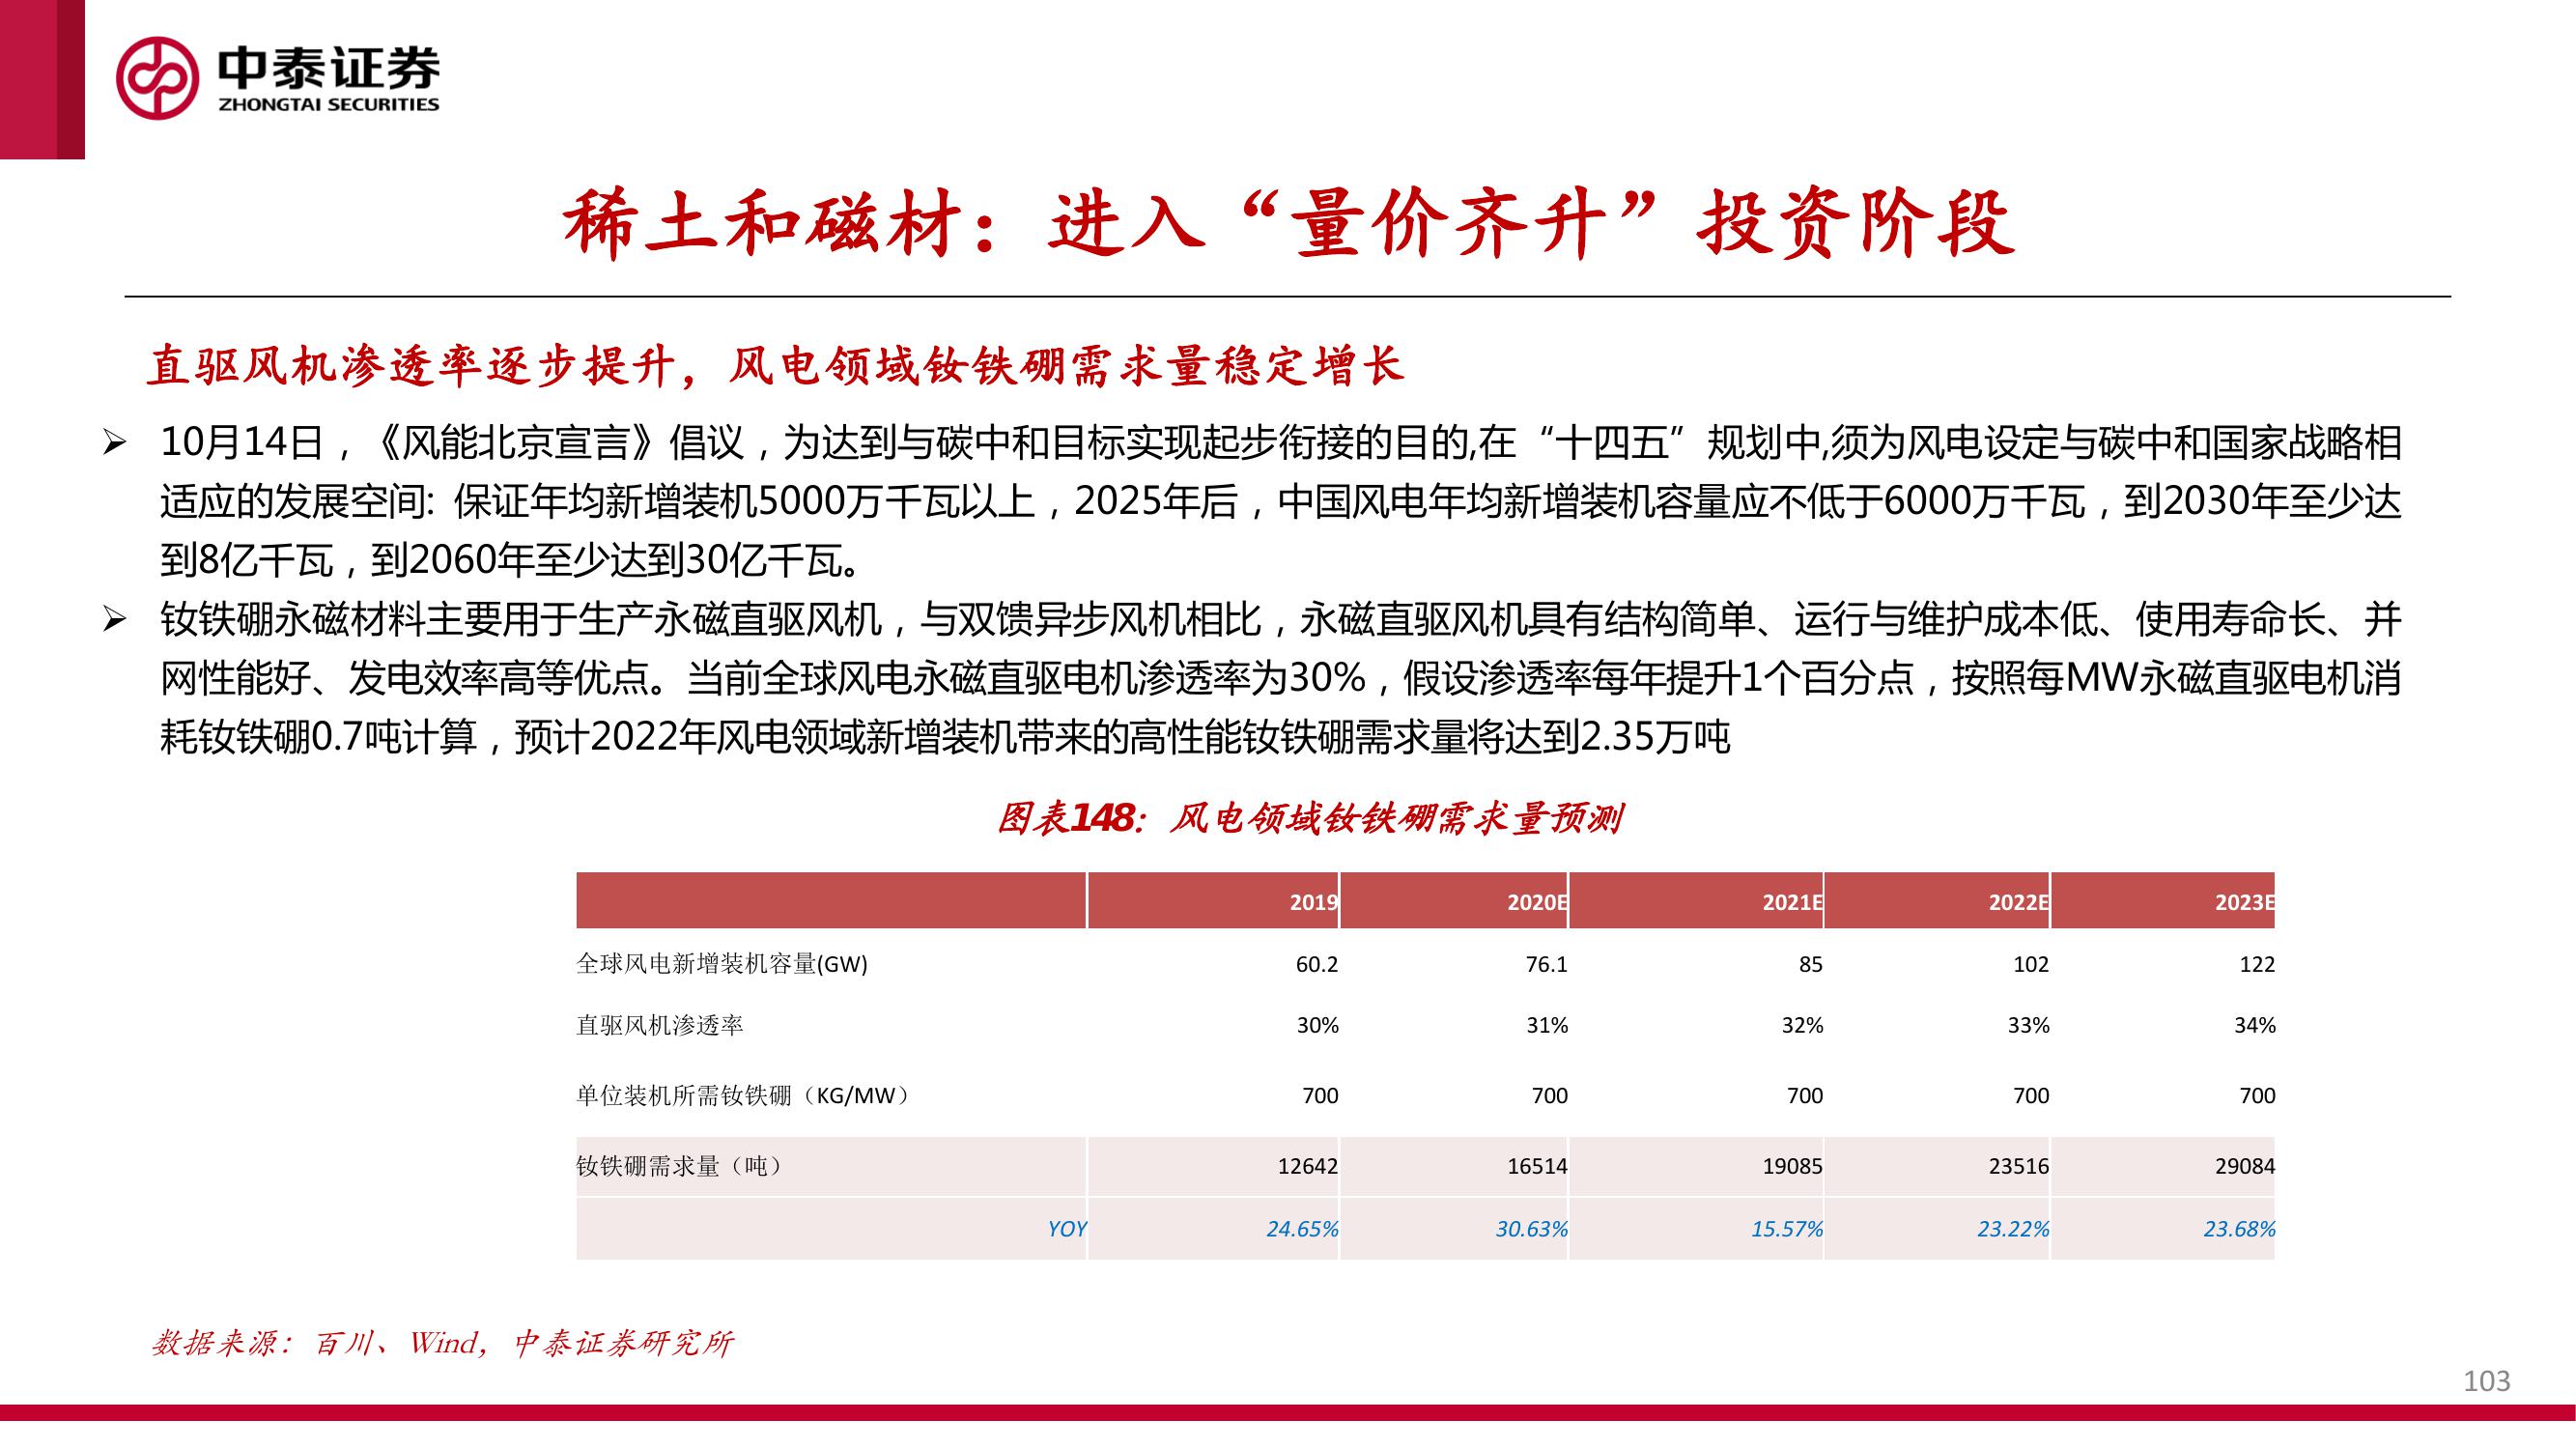 中泰证券
ZHONGTAI SECURITIES
稀土和磁材：进入“量价齐升”投资阶段
直驱风机渗透率逐步提升，风电领域钕铁硼需求量稳定增长
➢ 10月14日，《风能北京宣言》倡议，为达到与碳中和目标实现起步衔接的目的,在“十四五”规划中,须为风电设定与碳中和国家战略相
适应的发展空间: 保证年均新增装机5000万千瓦以上，2025年后，中国风电年均新增装机容量应不低于6000万千瓦，到2030年至少达
到8亿千瓦，到2060年至少达到30亿千瓦。
➢ 钕铁硼永磁材料主要用于生产永磁直驱风机，与双馈异步风机相比，永磁直驱风机具有结构简单、运行与维护成本低、使用寿命长、并
网性能好、发电效率高等优点。当前全球风电永磁直驱电机渗透率为30%，假设渗透率每年提升1个百分点，按照每MW永磁直驱电机消
耗钕铁硼0.7吨计算，预计2022年风电领域新增装机带来的高性能钕铁硼需求量将达到2.35万吨
图表148：风电领域钕铁硼需求量预测
2019 2020E 2021E 2022E 2023E
全球风电新增装机容量(GW) 60.2 76.1 85 102 122
直驱风机渗透率 30% 31% 32% 33% 34%
单位装机所需钕铁硼（KG/MW） 700 700 700 700 700
钕铁硼需求量（吨） 12642 16514 19085 23516 29084
YOY 24.65% 30.63% 15.57% 23.22% 23.68%
数据来源：百川、Wind，中泰证券研究所
103